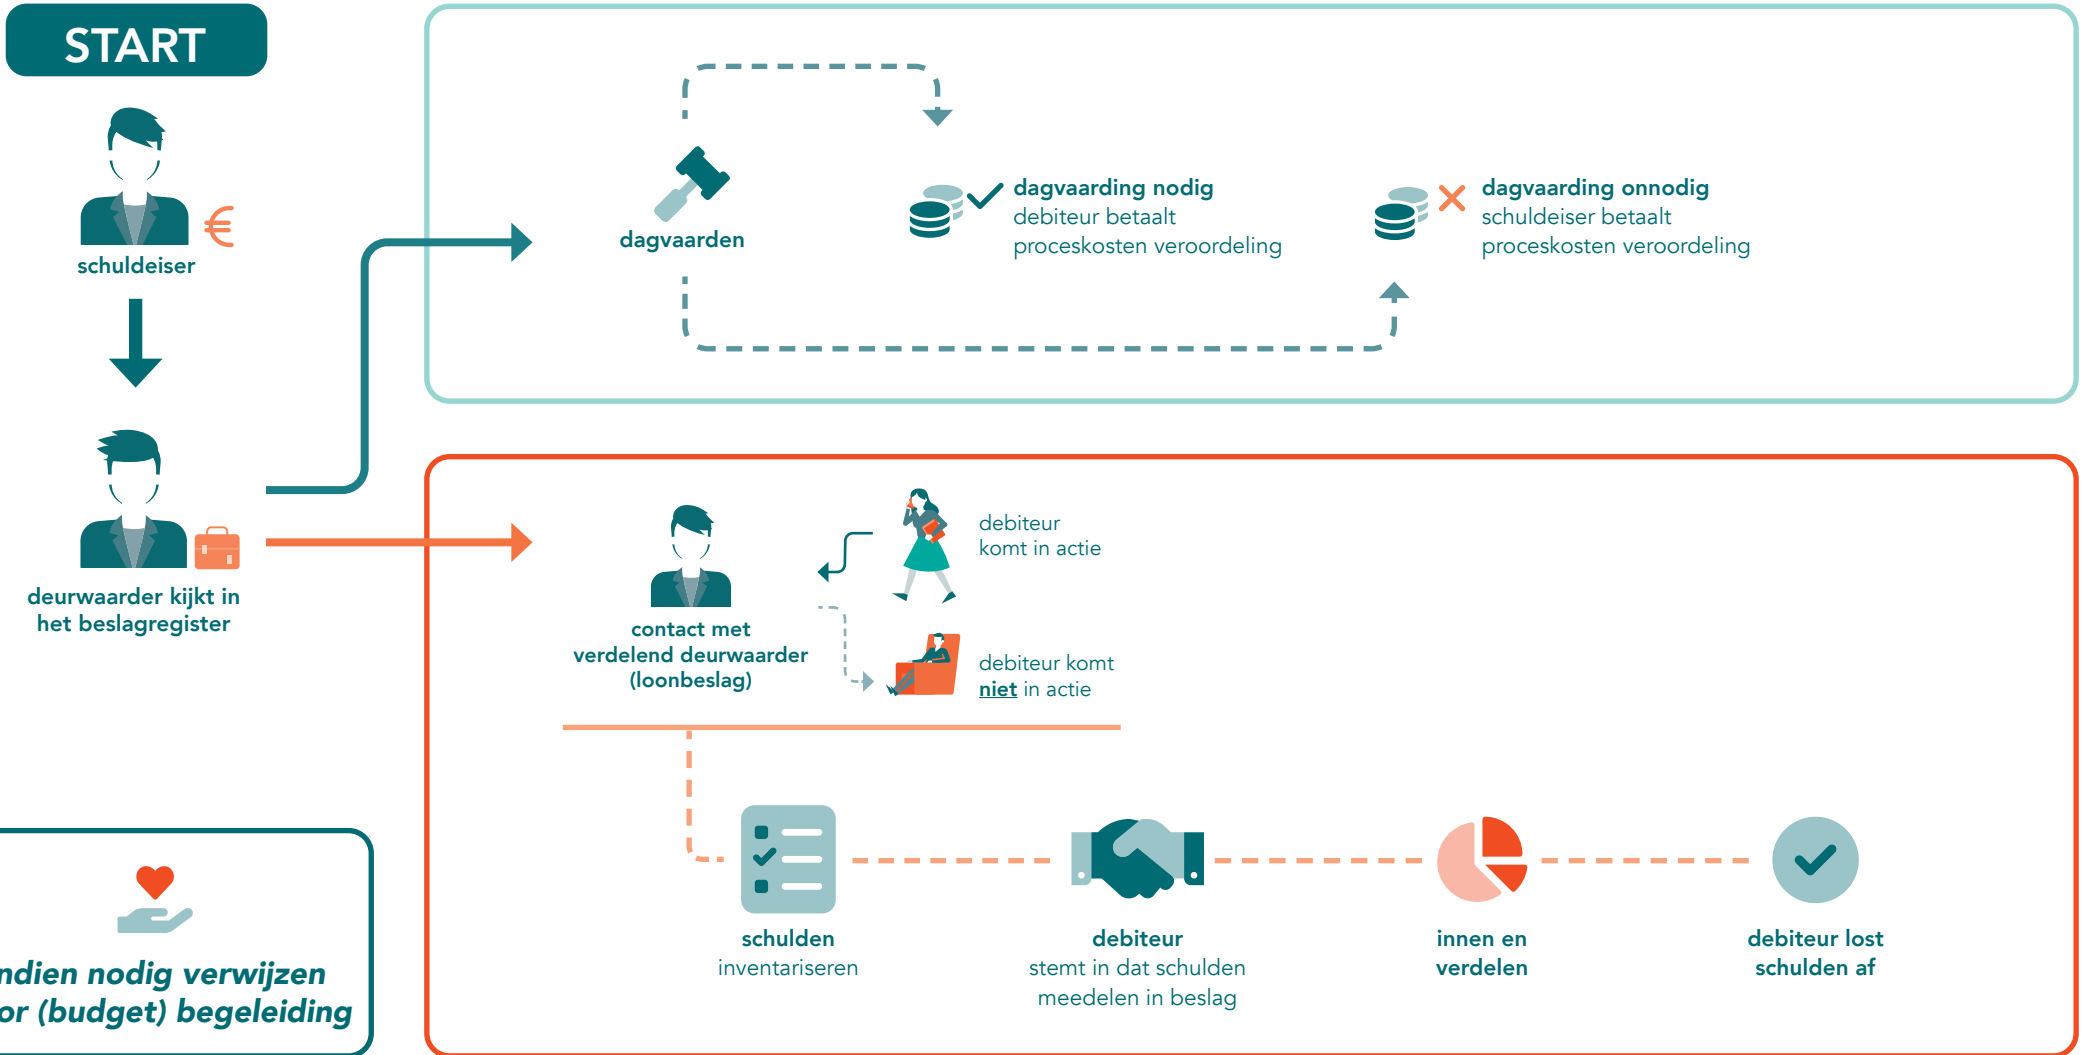 START
schuldeiser
deurwaarder kijkt in
het beslagregister
dagvaarden
dagvaarding nodig
debiteur betaalt
proceskosten veroordeling
dagvaarding onnodig
schuldeiser betaalt
proceskosten veroordeling
contact met
verdelend deurwaarder
(loonbeslag)
debiteur
komt in actie
debiteur komt
niet in actie
schulden
inventariseren
debiteur
stemt in dat schulden
meedelen in beslag
innen en
verdelen
debiteur lost
schulden af
ndien nodig verwijzen
or (budget) begeleiding